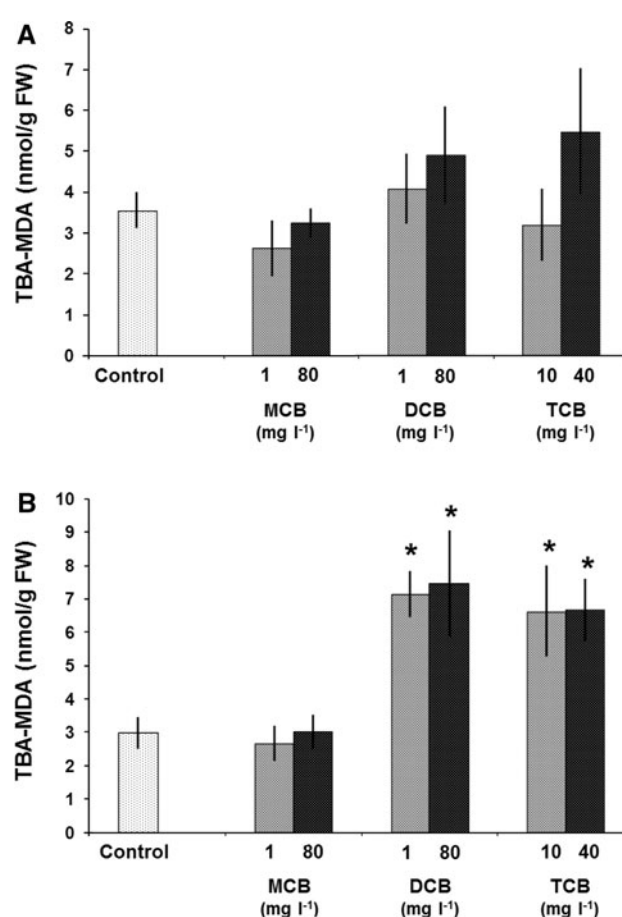 A
TBA-MDA (nmol/g FW)
8
7
6
5
4
3
2
1
0
Control 1 80 1 80 10 40
MCB DCB TCB
(mg l⁻¹) (mg l⁻¹) (mg l⁻¹)
B
TBA-MDA (nmol/g FW)
10
9
8
7
6
5
4
3
2
1
0
* * * *
Control 1 80 1 80 10 40
MCB DCB TCB
(mg l⁻¹) (mg l⁻¹) (mg l⁻¹)